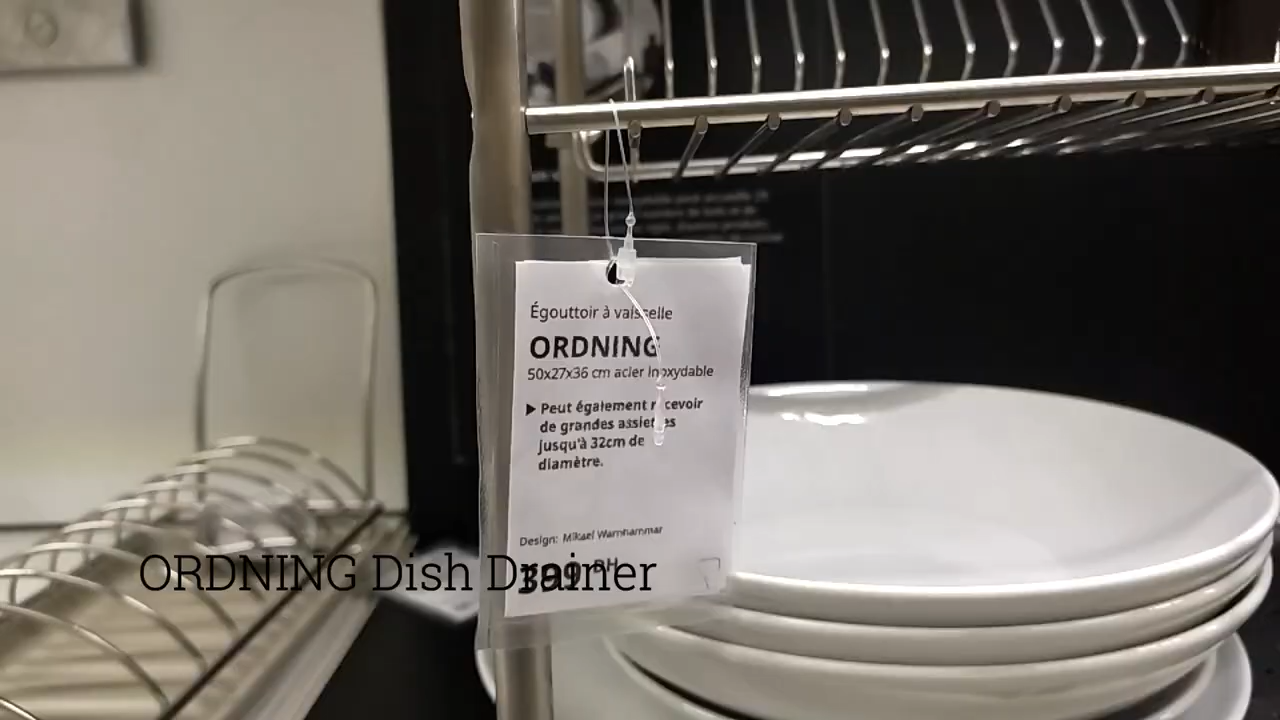 Égouttoir à vaisselle
ORDNING
50x27x36 cm acier inoxydable
▶ Peut également recevoir
de grandes assiettes
jusqu'à 32cm de
diamètre.
Design: Mikael Warnhammar
ORDNING Dish Drainer